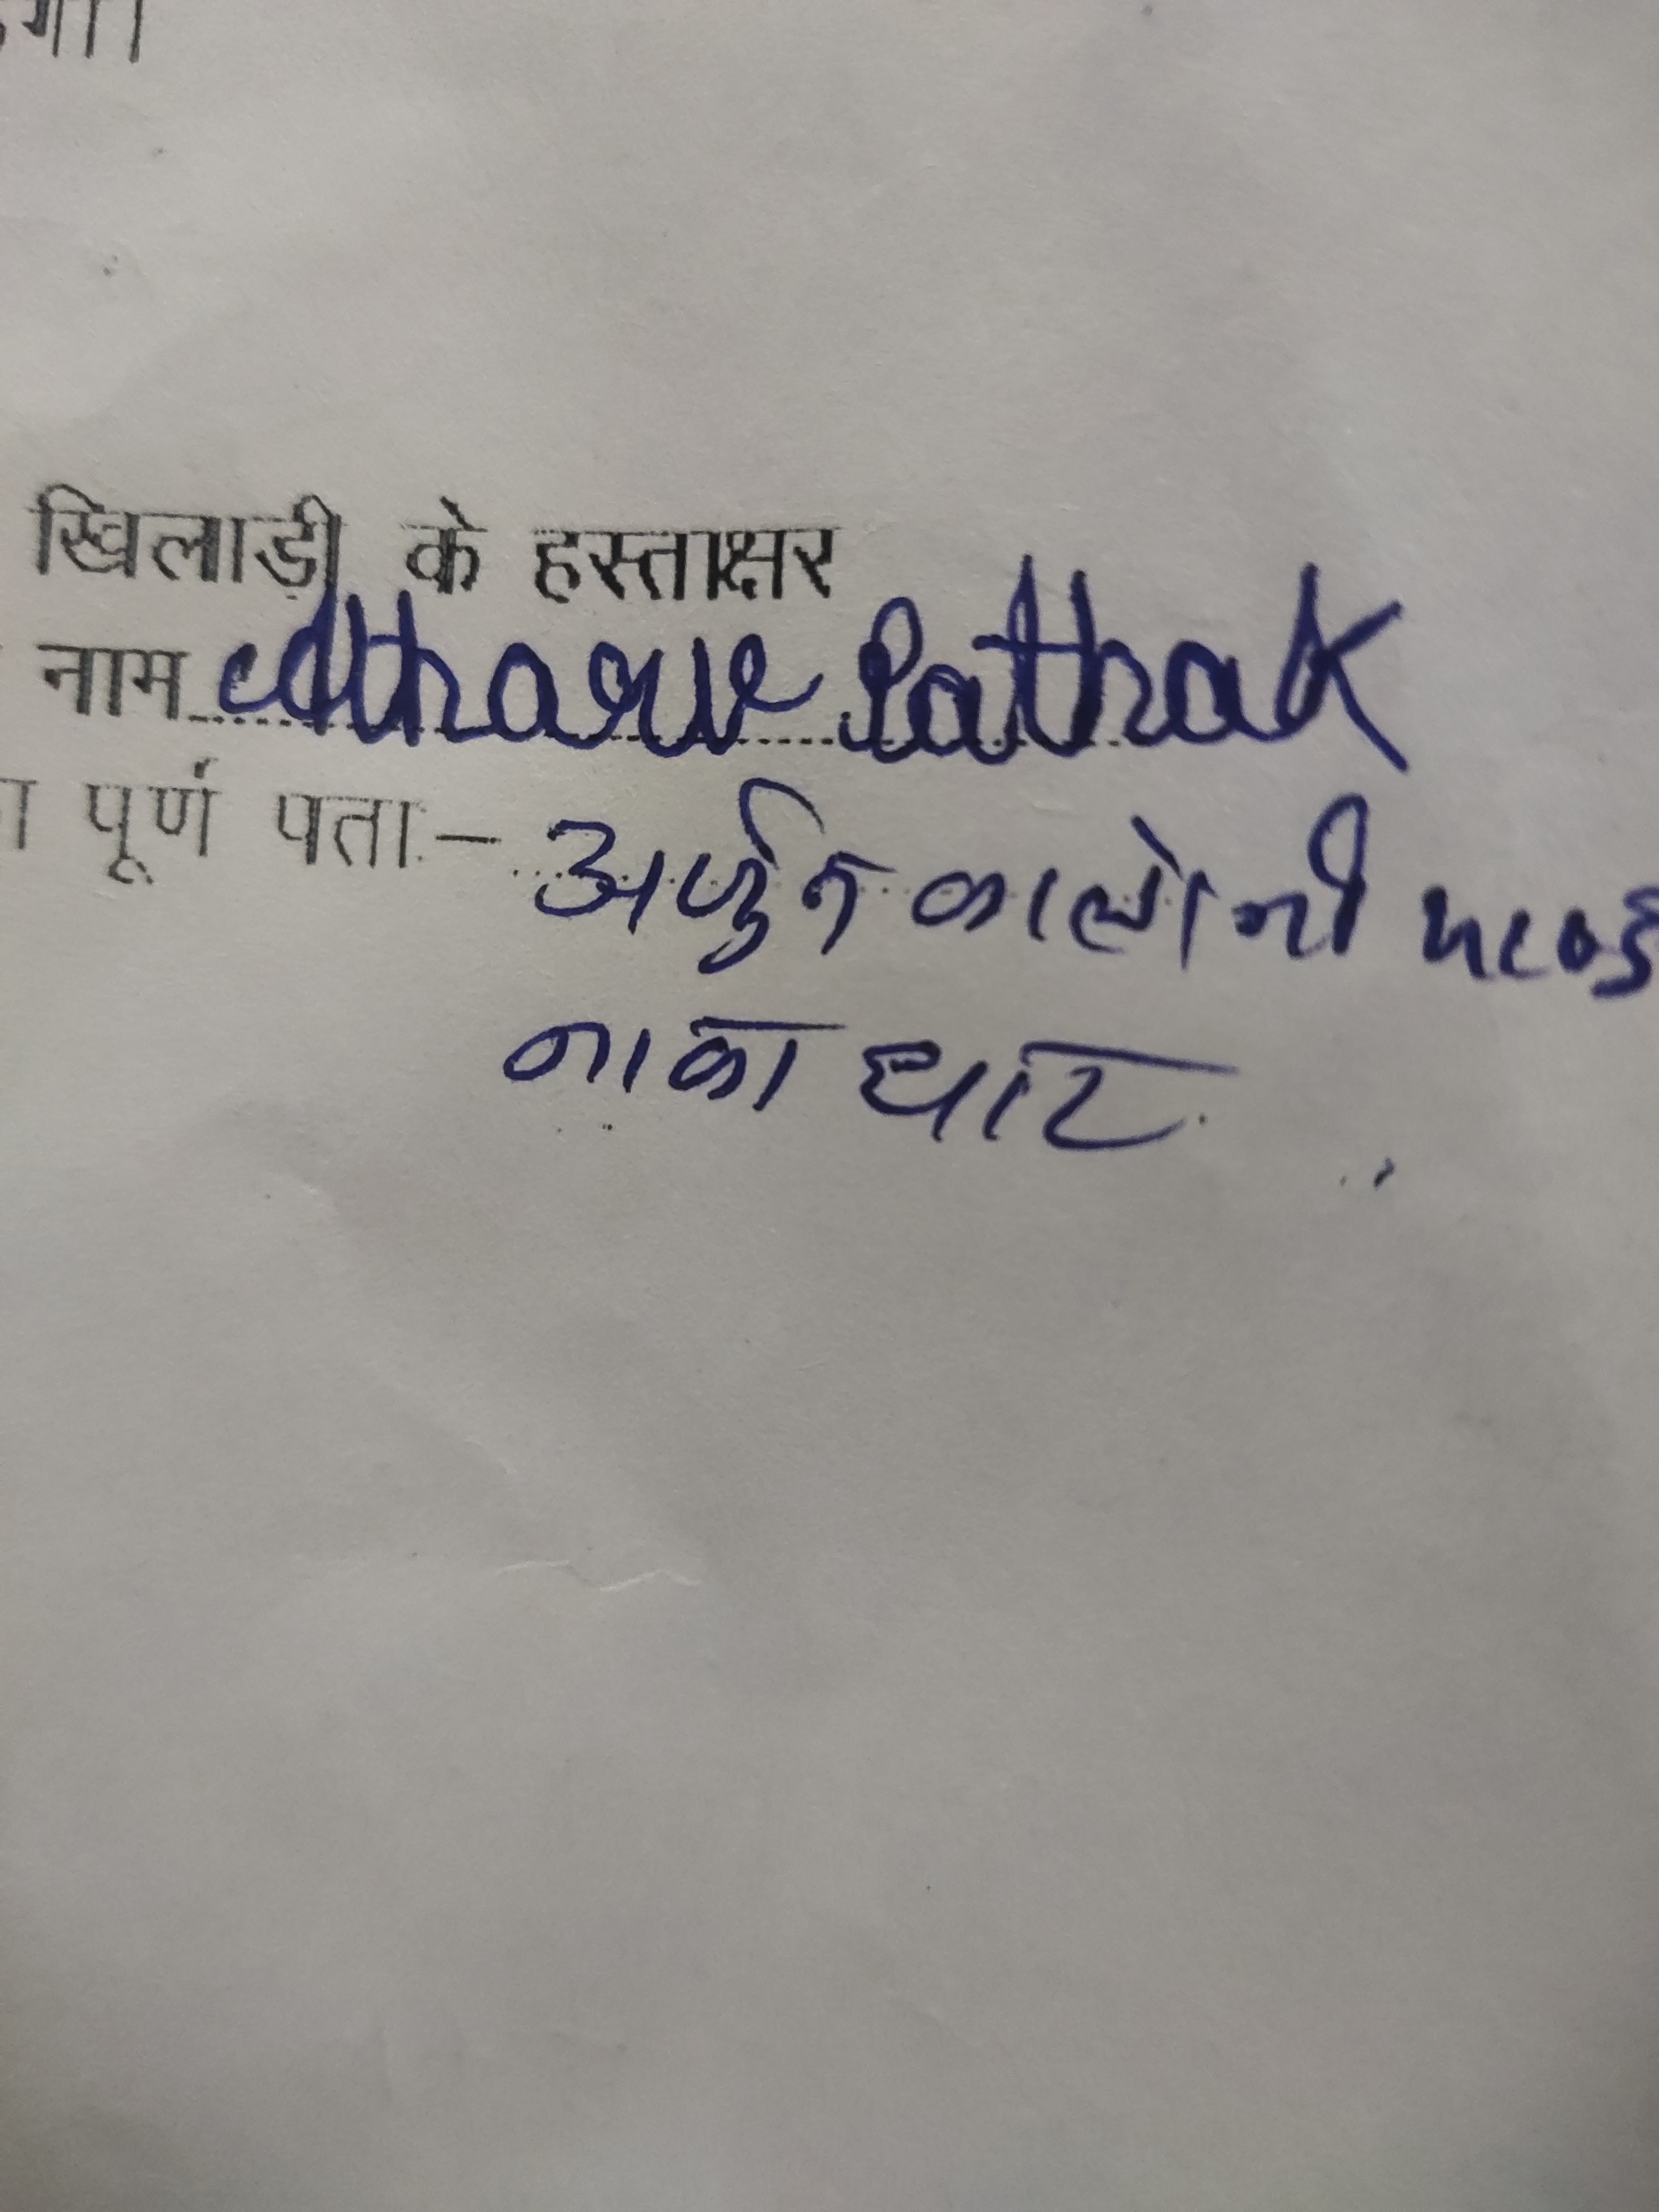 खिलाड़ी के हस्ताक्षर
नाम Atharv Pathak
पूर्ण पता:- अर्जुन कालोनी
नाका धार